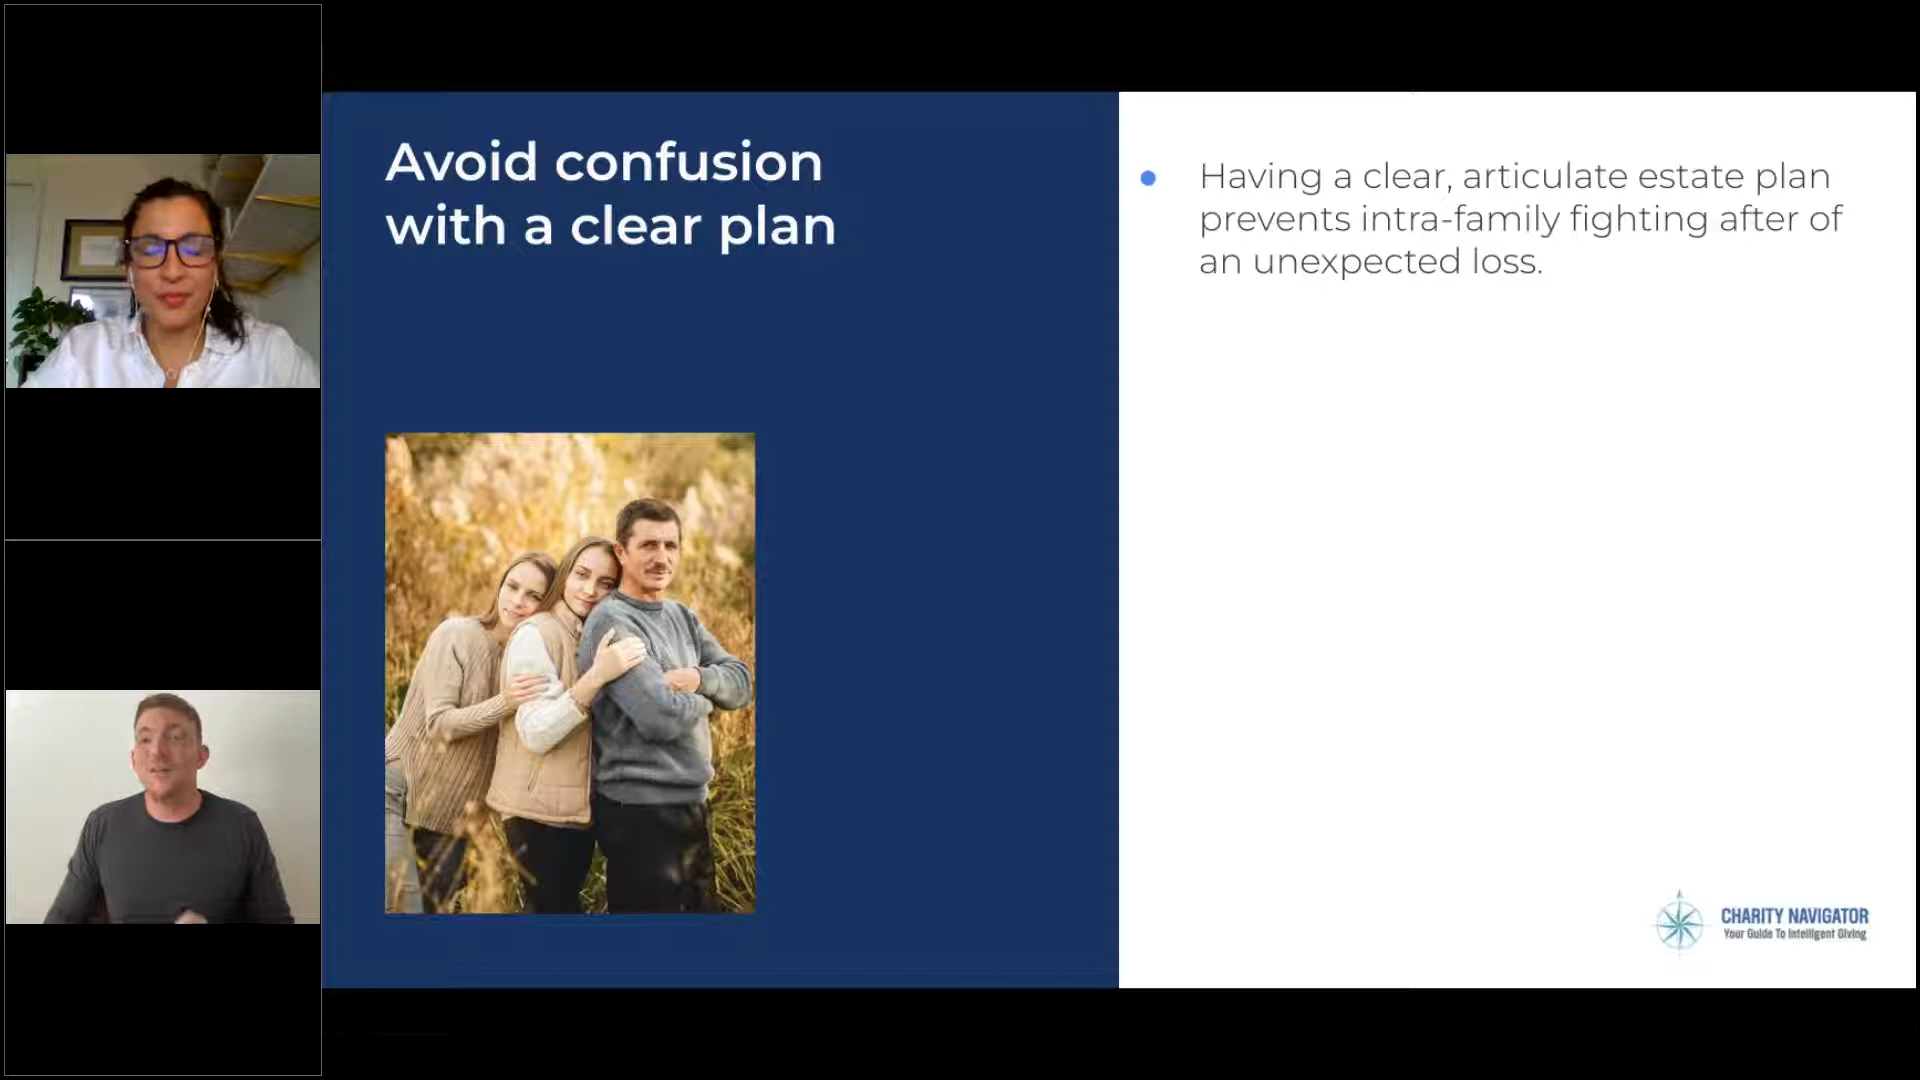 Avoid confusion
with a clear plan
Having a clear, articulate estate plan
prevents intra-family fighting after of
an unexpected loss.
CHARITY NAVIGATOR
Your Guide To Intelligent Giving